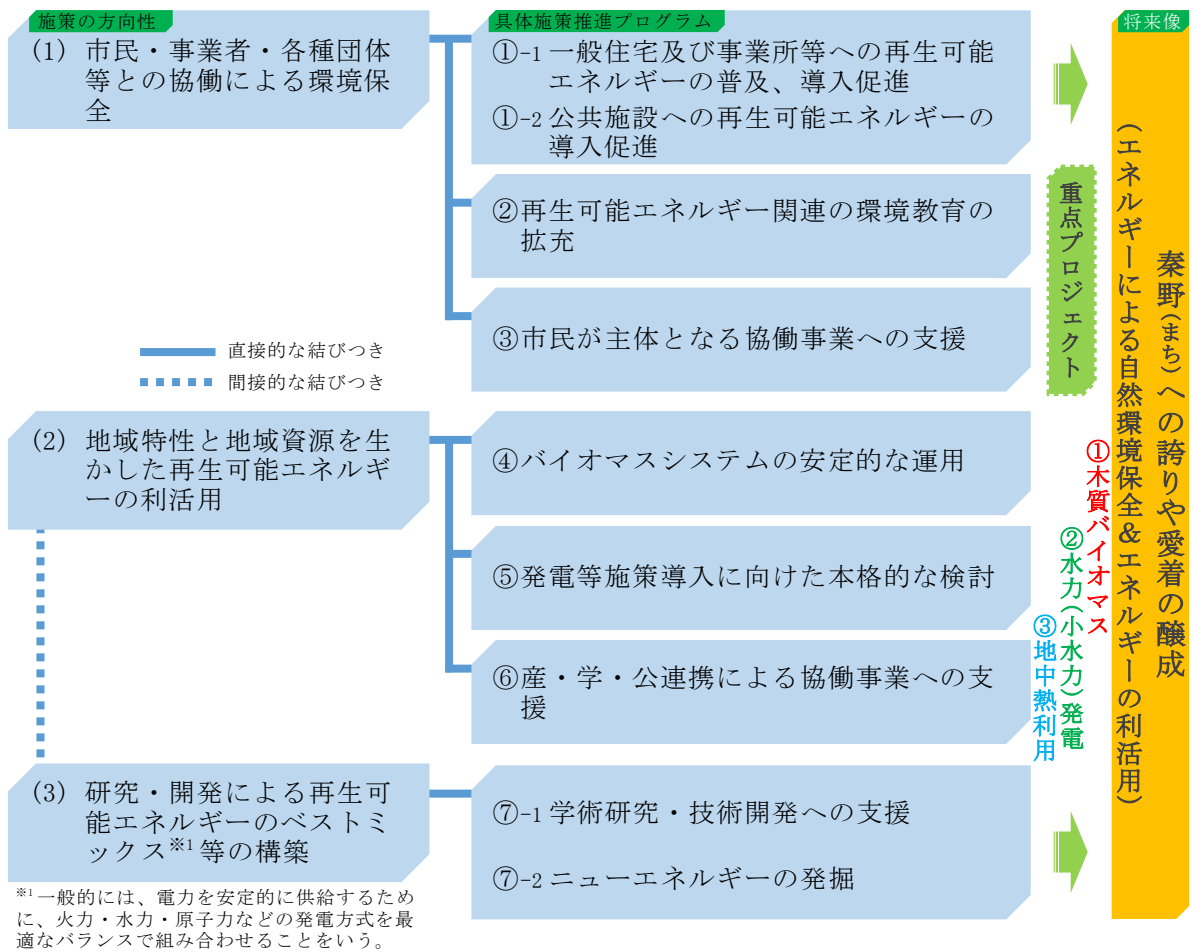 施策の方向性
(1) 市民・事業者・各種団体
等との協働による環境保
全
具体施策推進プログラム
①-1 一般住宅及び事業所等への再生可能
エネルギーの普及、導入促進
①-2 公共施設への再生可能エネルギーの
導入促進
②再生可能エネルギー関連の環境教育の
拡充
③市民が主体となる協働事業への支援
直接的な結びつき
間接的な結びつき
(2) 地域特性と地域資源を生
かした再生可能エネルギ
ーの利活用
④バイオマスシステムの安定的な運用
⑤発電等施策導入に向けた本格的な検討
⑥産・学・公連携による協働事業への支
援
(3) 研究・開発による再生可
能エネルギーのベストミ
ックス※1 等の構築
⑦-1 学術研究・技術開発への支援
⑦-2 ニューエネルギーの発掘
※1 一般的には、電力を安定的に供給するため
に、火力・水力・原子力などの発電方式を最
適なバランスで組み合わせることをいう。
重点プロジェクト
①木質バイオマス
②水力(小水力)発電
③地中熱利用
将来像
秦野(まち)への誇りや愛着の醸成
(エネルギーによる自然環境保全&エネルギーの利活用)